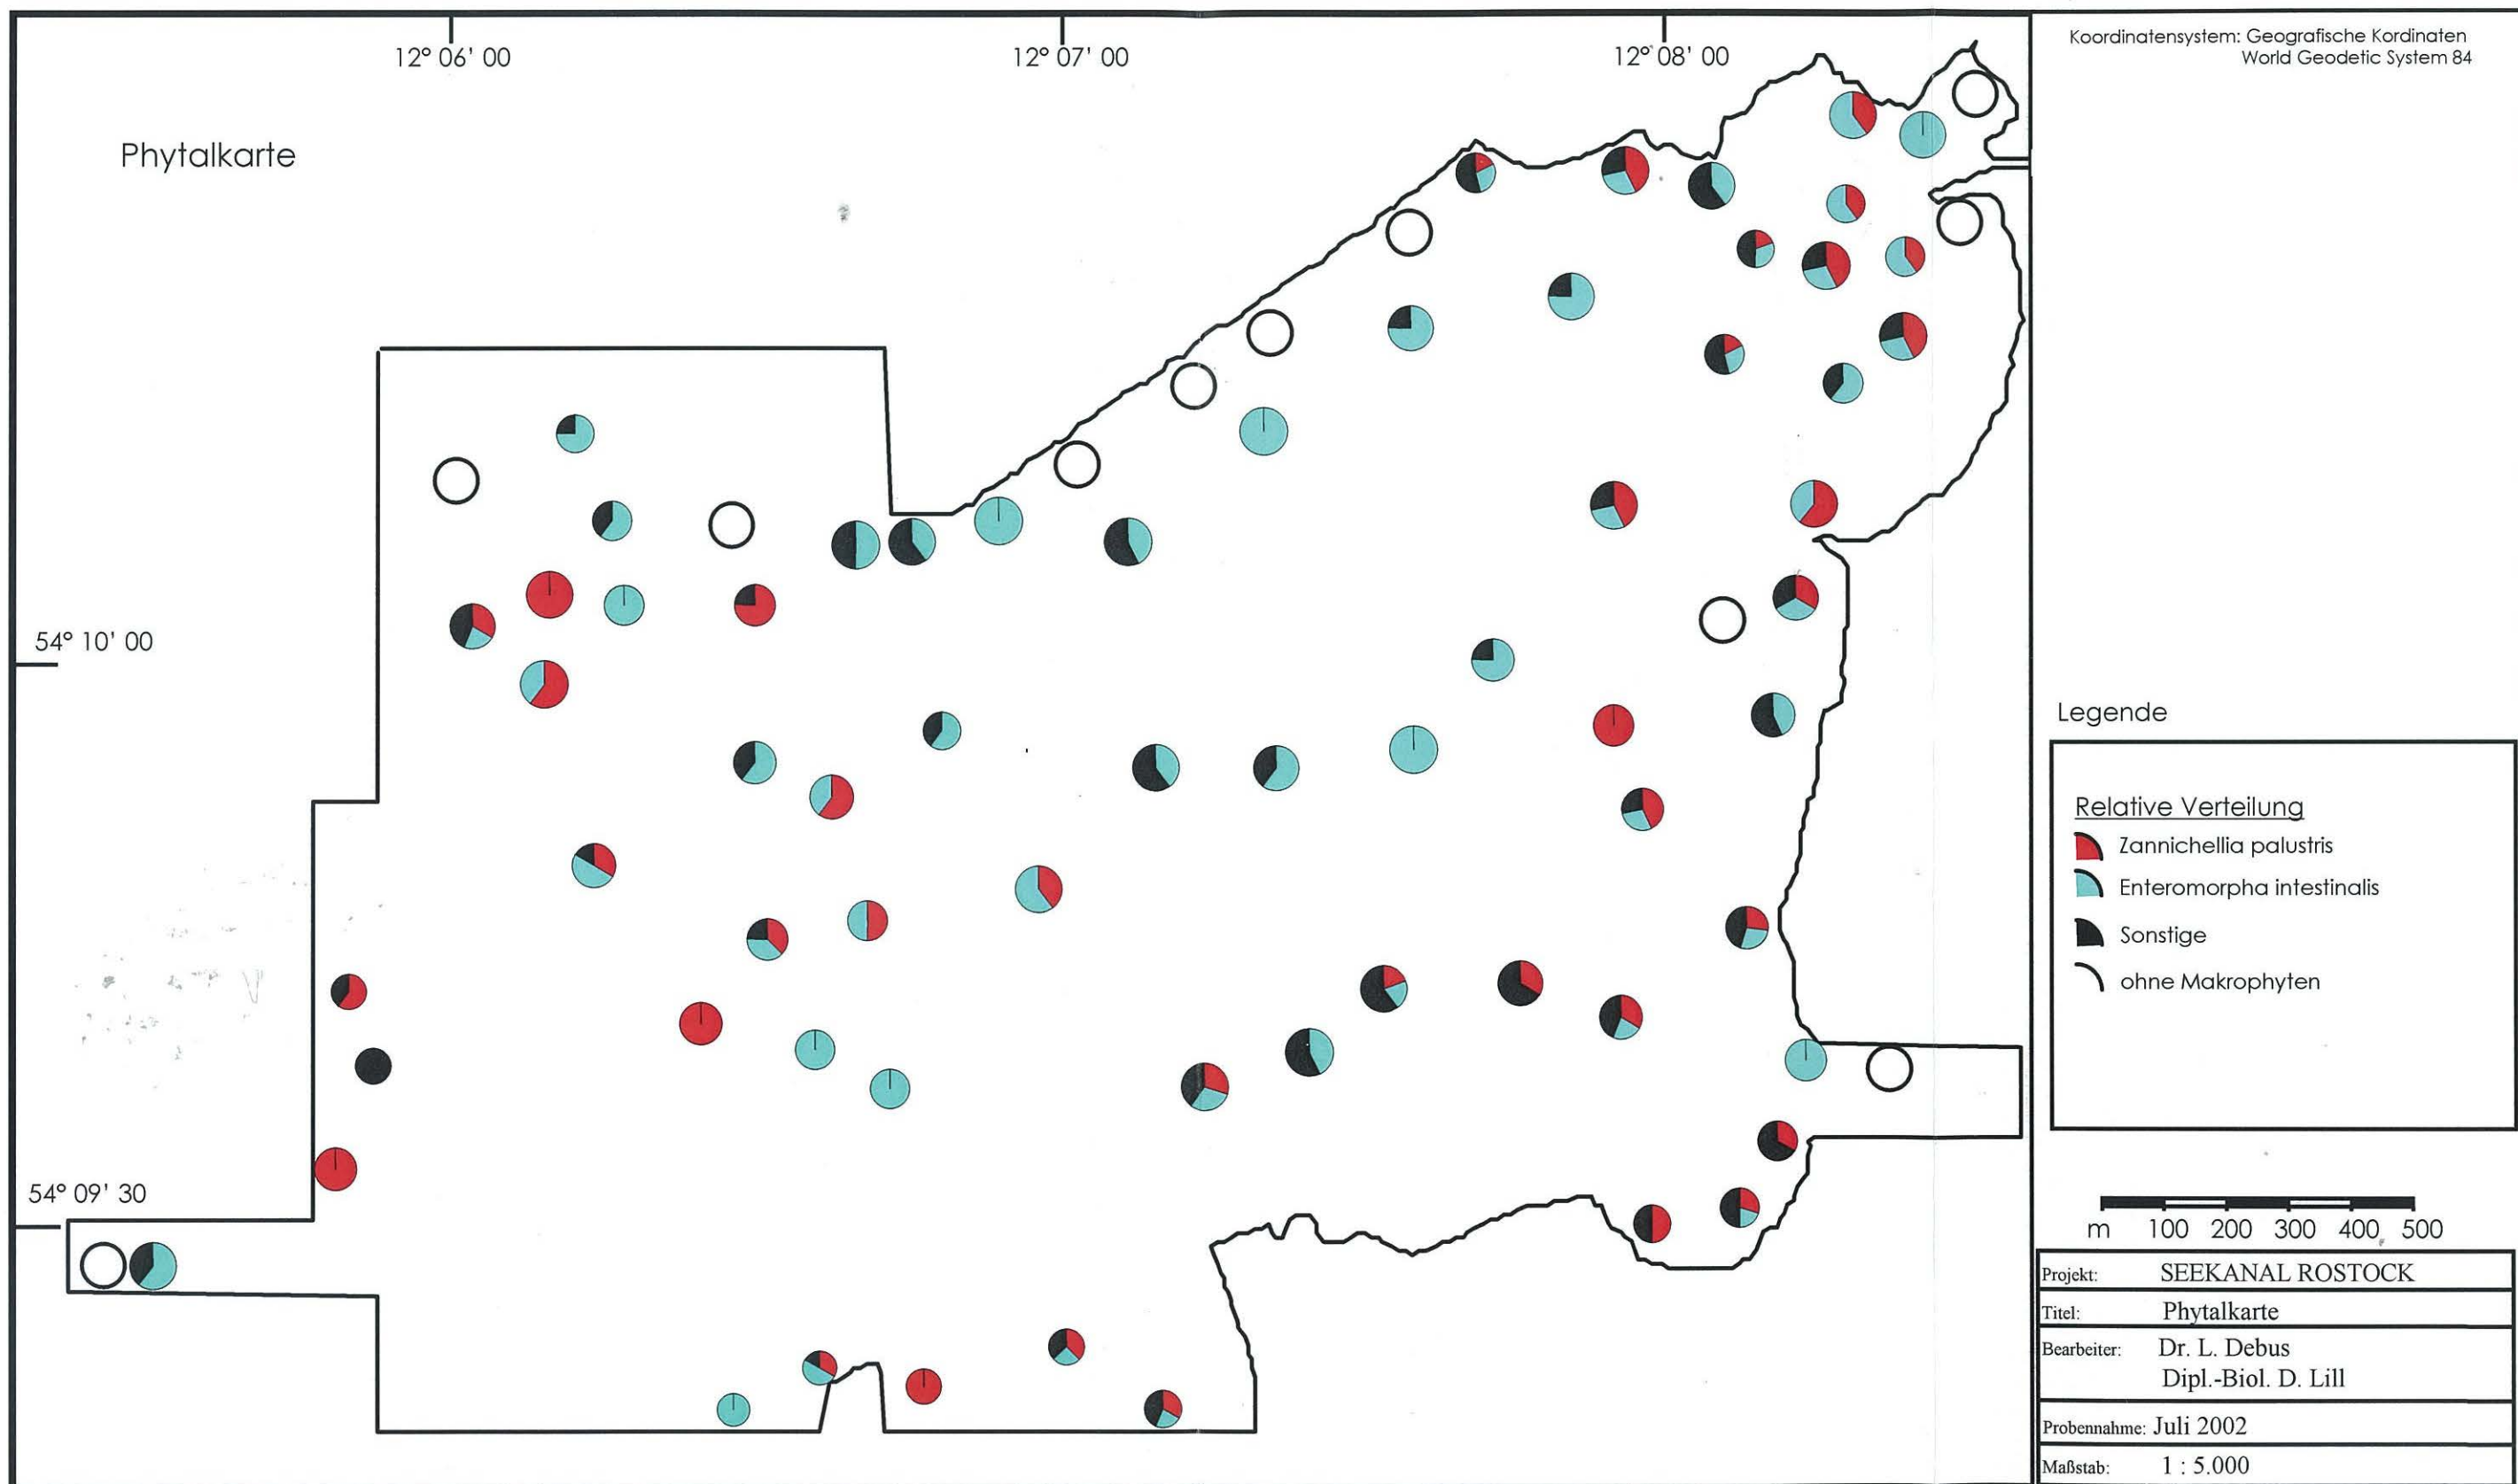 12° 06' 00
12° 07' 00
12° 08' 00
Koordinatensystem: Geografische Kordinaten
World Geodetic System 84
Phytalkarte
54° 10' 00
54° 09' 30
Legende
Relative Verteilung
Zannichellia palustris
Enteromorpha intestinalis
Sonstige
ohne Makrophyten
m 100 200 300 400 500
Projekt: SEEKANAL ROSTOCK
Titel: Phytalkarte
Bearbeiter: Dr. L. Debus
Dipl.-Biol. D. Lill
Probennahme: Juli 2002
Maßstab: 1 : 5.000